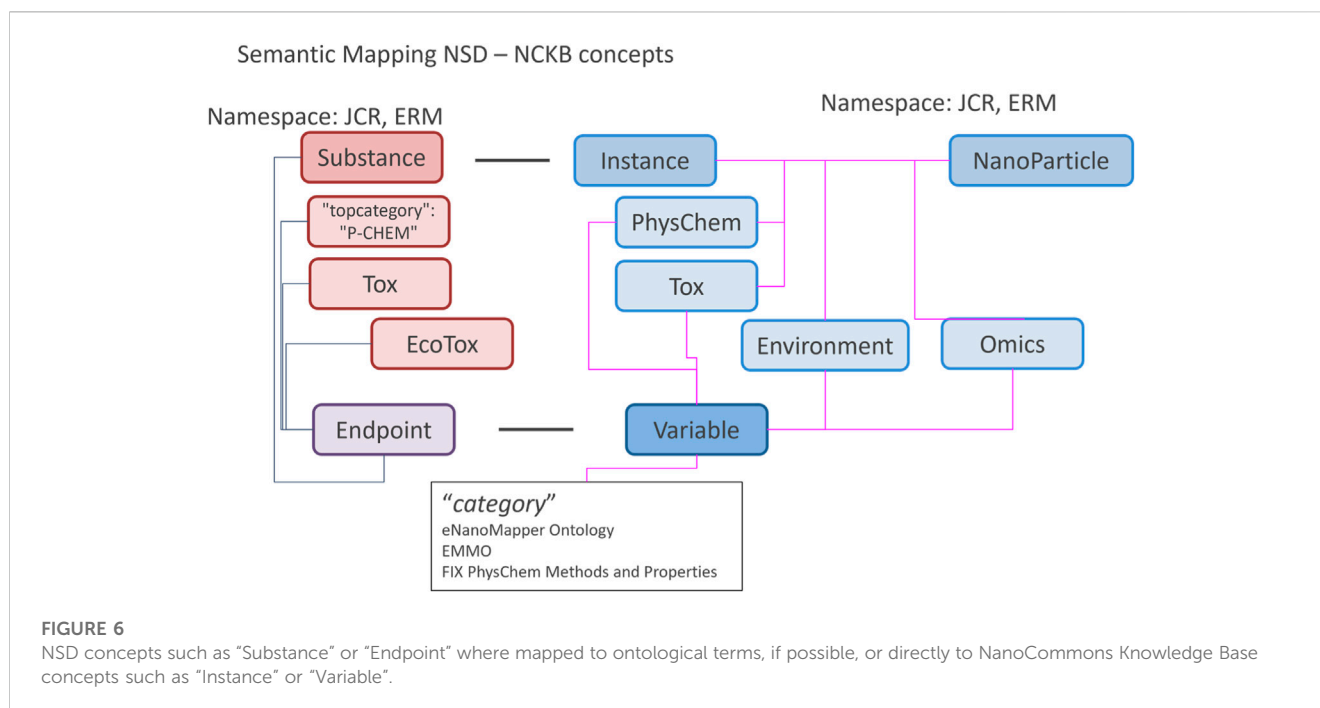 Semantic Mapping NSD – NCKB concepts
Namespace: JCR, ERM
Namespace: JCR, ERM
Substance
Instance
NanoParticle
"topcategory":
"P-CHEM"
PhysChem
Tox
Tox
EcoTox
Environment
Omics
Endpoint
Variable
“category”
eNanoMapper Ontology
EMMO
FIX PhysChem Methods and Properties
FIGURE 6
NSD concepts such as “Substance” or “Endpoint” where mapped to ontological terms, if possible, or directly to NanoCommons Knowledge Base
concepts such as “Instance” or “Variable”.